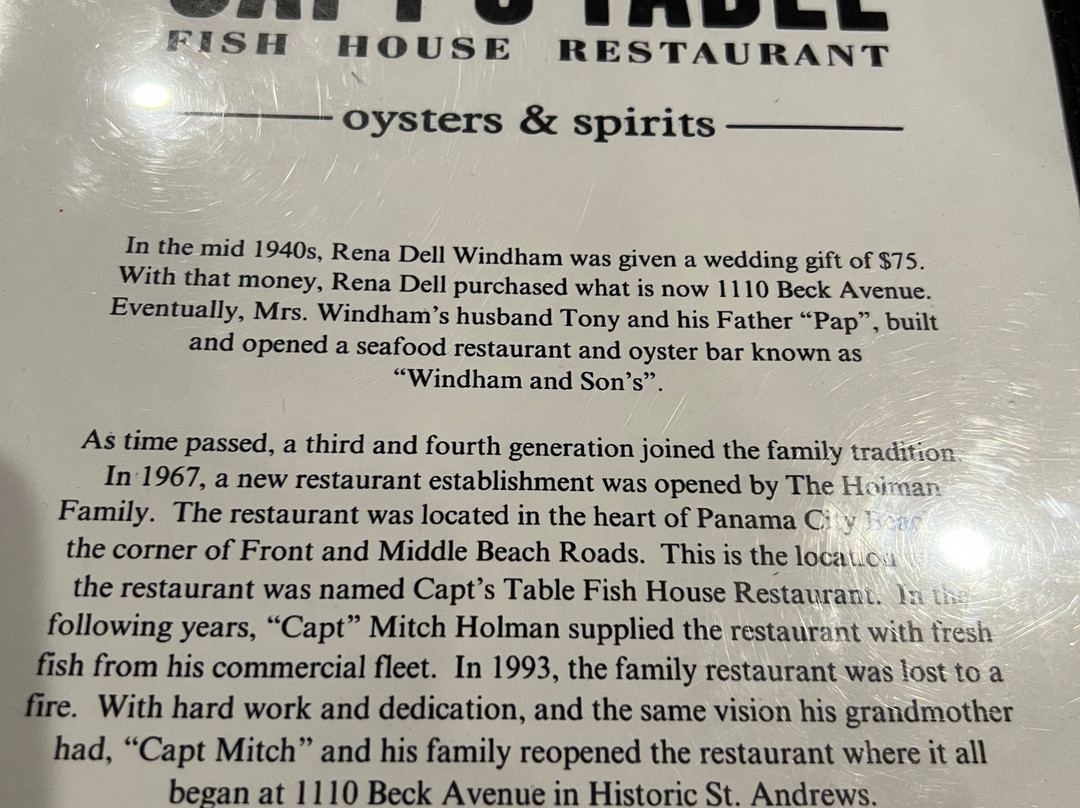 CAPT'S TABLE
FISH HOUSE RESTAURANT
oysters & spirits
In the mid 1940s, Rena Dell Windham was given a wedding gift of $75.
With that money, Rena Dell purchased what is now 1110 Beck Avenue.
Eventually, Mrs. Windham's husband Tony and his Father “Pap”, built
and opened a seafood restaurant and oyster bar known as
“Windham and Son's”.
As time passed, a third and fourth generation joined the family tradition.
In 1967, a new restaurant establishment was opened by The Holman
Family. The restaurant was located in the heart of Panama City Beach
the corner of Front and Middle Beach Roads. This is the location
the restaurant was named Capt's Table Fish House Restaurant. In the
following years, “Capt” Mitch Holman supplied the restaurant with fresh
fish from his commercial fleet. In 1993, the family restaurant was lost to a
fire. With hard work and dedication, and the same vision his grandmother
had, “Capt Mitch” and his family reopened the restaurant where it all
began at 1110 Beck Avenue in Historic St. Andrews.